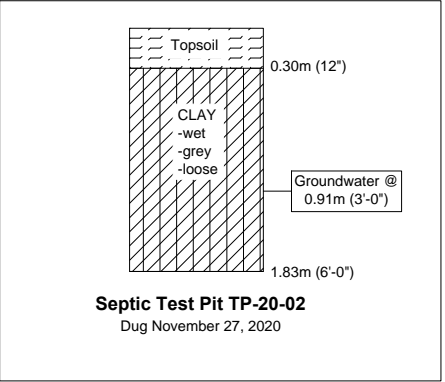 Topsoil
0.30m (12")
CLAY
-wet
-grey
-loose
Groundwater @
0.91m (3'-0")
1.83m (6'-0")
Septic Test Pit TP-20-02
Dug November 27, 2020